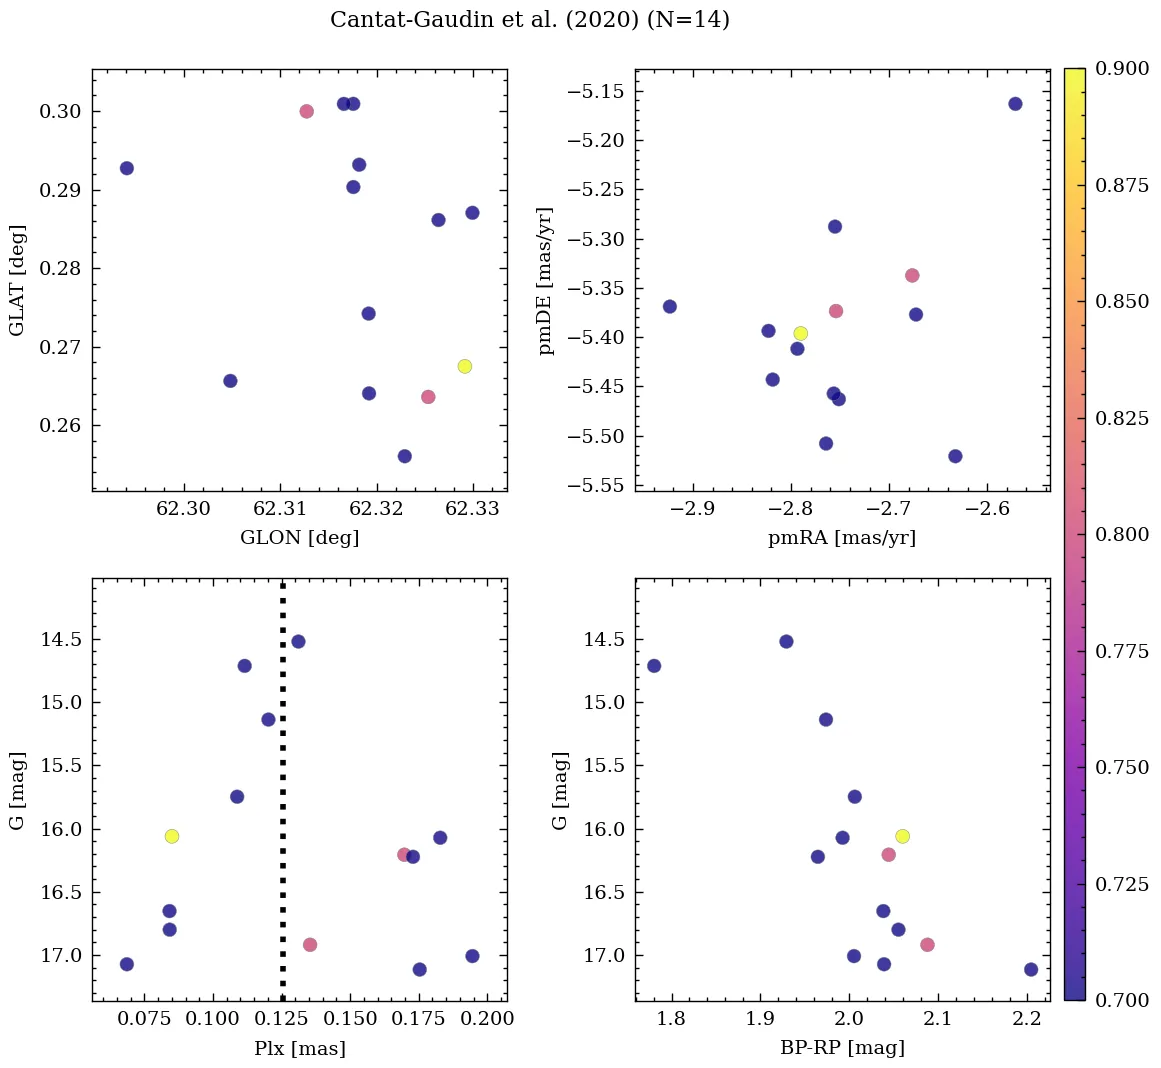 Cantat-Gaudin et al. (2020) (N=14)
0.30
0.29
0.28
0.27
0.26
GLAT [deg]
62.30 62.31 62.32 62.33
GLON [deg]
−5.15
−5.20
−5.25
−5.30
−5.35
−5.40
−5.45
−5.50
−5.55
pmDE [mas/yr]
−2.9 −2.8 −2.7 −2.6
pmRA [mas/yr]
14.5
15.0
15.5
16.0
16.5
17.0
G [mag]
0.075 0.100 0.125 0.150 0.175 0.200
Plx [mas]
14.5
15.0
15.5
16.0
16.5
17.0
G [mag]
1.8 1.9 2.0 2.1 2.2
BP-RP [mag]
0.900
0.875
0.850
0.825
0.800
0.775
0.750
0.725
0.700